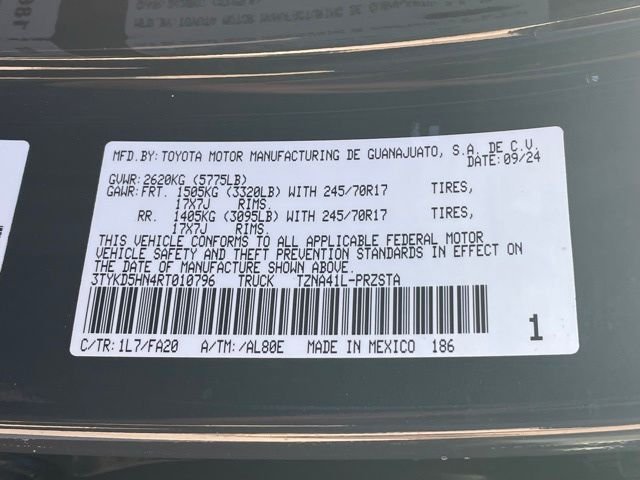 MFD.BY:TOYOTA MOTOR MANUFACTURING DE GUANAJUATO, S.A. DE C.V.
DATE:09/24
GVWR:2620KG (5775LB)
GAWR:FRT. 1505KG (3320LB) WITH 245/70R17 TIRES,
17X7J RIMS.
RR. 1405KG (3095LB) WITH 245/70R17 TIRES,
17X7J RIMS.
THIS VEHICLE CONFORMS TO ALL APPLICABLE FEDERAL MOTOR
VEHICLE SAFETY AND THEFT PREVENTION STANDARDS IN EFFECT ON
THE DATE OF MANUFACTURE SHOWN ABOVE.
3TYKD5HN4RT010796 TRUCK TZNA41L-PRZSTA
C/TR:1L7/FA20 A/TM:/AL80E MADE IN MEXICO 186
1